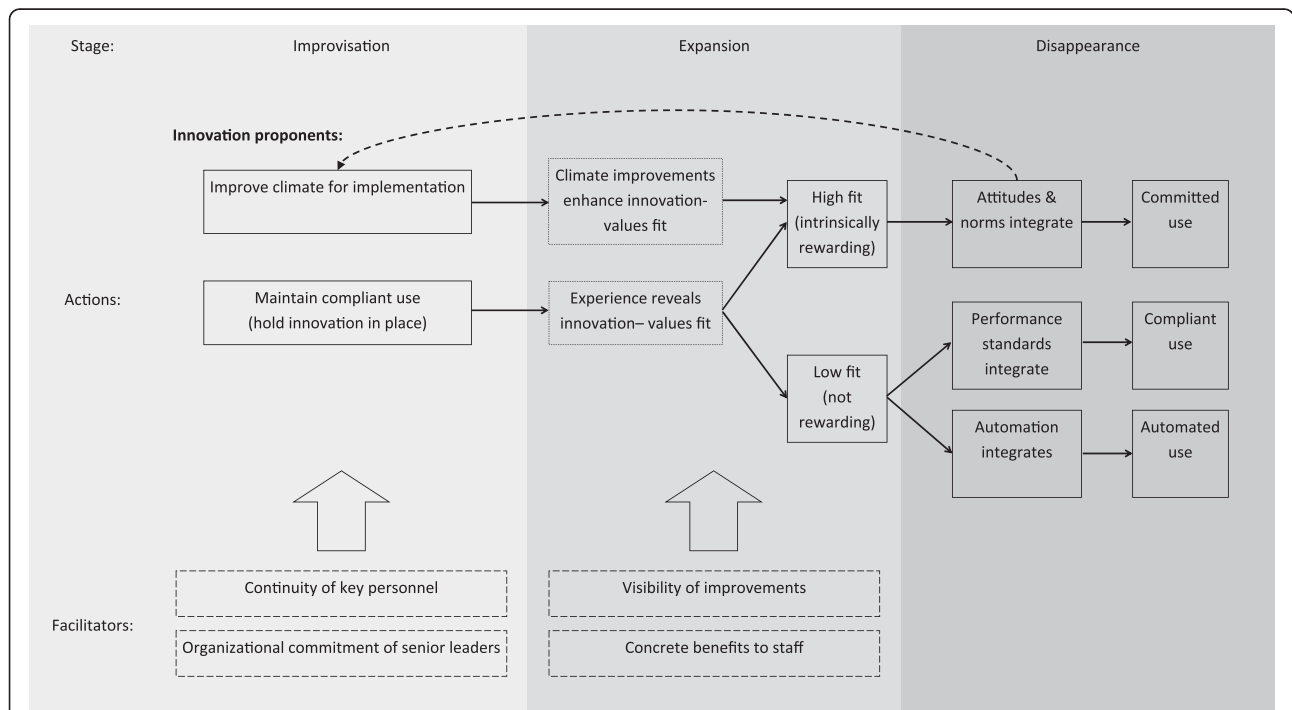 Stage:
Improvisation
Expansion
Disappearance
Innovation proponents:
Improve climate for implementation
Climate improvements
enhance innovation-
values fit
High fit
(intrinsically
rewarding)
Attitudes &
norms integrate
Committed
use
Actions:
Maintain compliant use
(hold innovation in place)
Experience reveals
innovation– values fit
Low fit
(not
rewarding)
Performance
standards
integrate
Compliant
use
Automation
integrates
Automated
use
Facilitators:
Continuity of key personnel
Organizational commitment of senior leaders
Visibility of improvements
Concrete benefits to staff